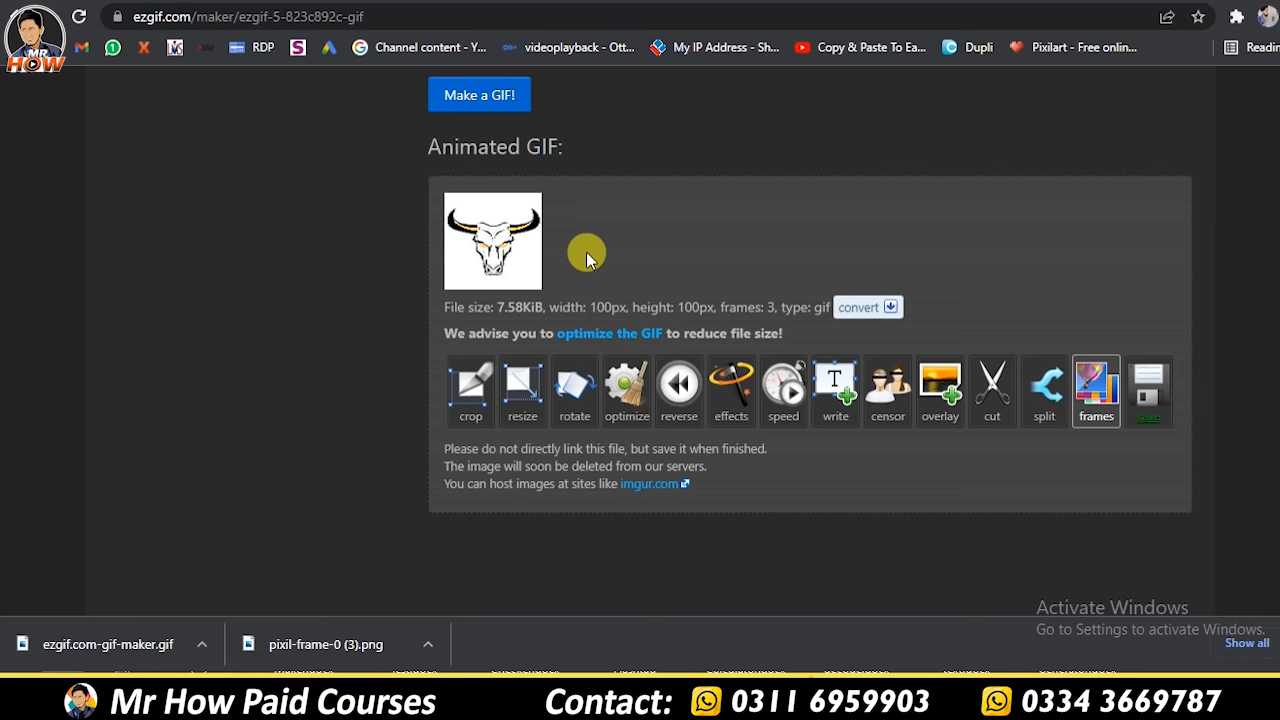 ezgif.com/maker/ezgif-5-823c892c-gif
MR HOW
RDP
Channel content - Y...
videoplayback - Ott...
My IP Address - Sh...
Copy & Paste To Ea...
Dupli
Pixilart - Free onlin...
Readin
Make a GIF!
Animated GIF:
File size: 7.58KiB, width: 100px, height: 100px, frames: 3, type: gif convert
We advise you to optimize the GIF to reduce file size!
crop resize rotate optimize reverse effects speed write censor overlay cut split frames save
Please do not directly link this file, but save it when finished.
The image will soon be deleted from our servers.
You can host images at sites like imgur.com
Activate Windows
Go to Settings to activate Windows.
ezgif.com-gif-maker.gif
pixil-frame-0 (3).png
Show all
Mr How Paid Courses Contact: 0311 6959903 0334 3669787